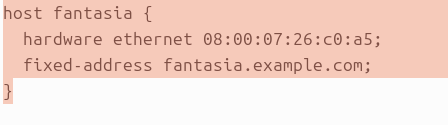 host fantasia {
  hardware ethernet 08:00:07:26:c0:a5;
  fixed-address fantasia.example.com;
}